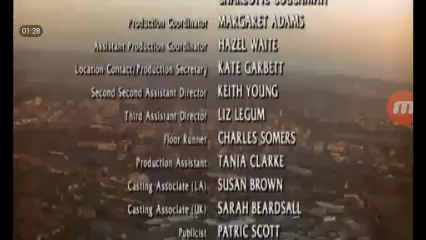 01:28
Production Coordinator MARGARET ADAMS
Assistant Production Coordinator HAZEL WAITE
Location Contact/Production Secretary KATE GARBETT
Second Second Assistant Director KEITH YOUNG
Third Assistant Director LIZ LEGUM
Floor Runner CHARLES SOMERS
Production Assistant TANIA CLARKE
Casting Associate (LA) SUSAN BROWN
Casting Associate (UK) SARAH BEARDSALL
Publicist PATRIC SCOTT